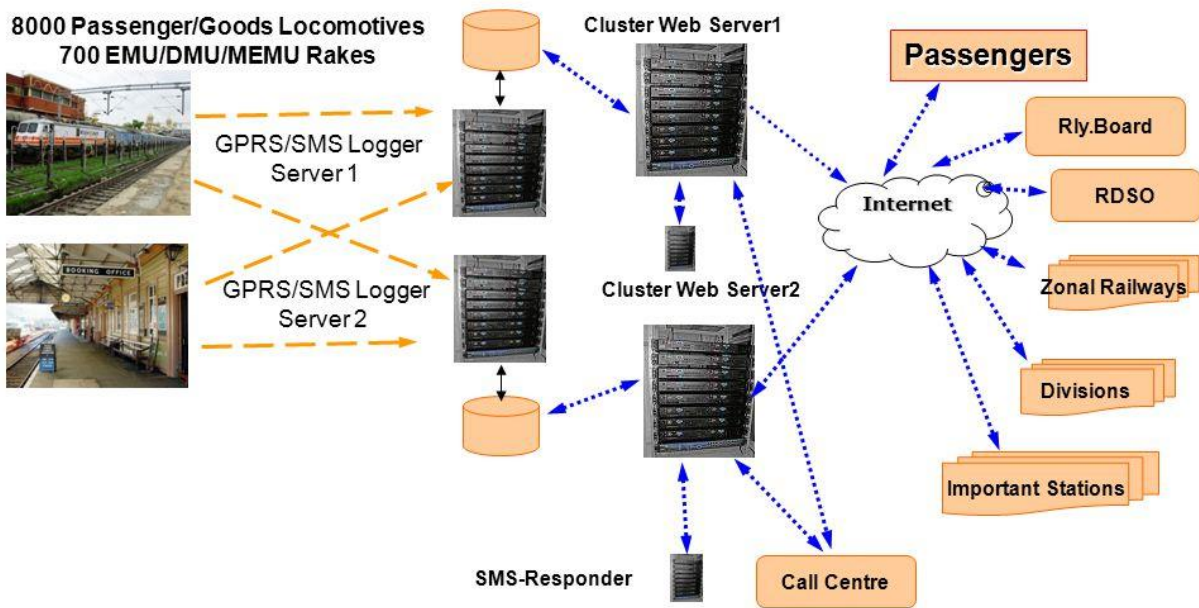 8000 Passenger/Goods Locomotives
700 EMU/DMU/MEMU Rakes
Cluster Web Server1
Passengers
GPRS/SMS Logger
Server 1
Rly.Board
Internet
RDSO
BOOKING OFFICE
GPRS/SMS Logger
Server 2
Cluster Web Server2
Zonal Railways
Divisions
Important Stations
SMS-Responder
Call Centre